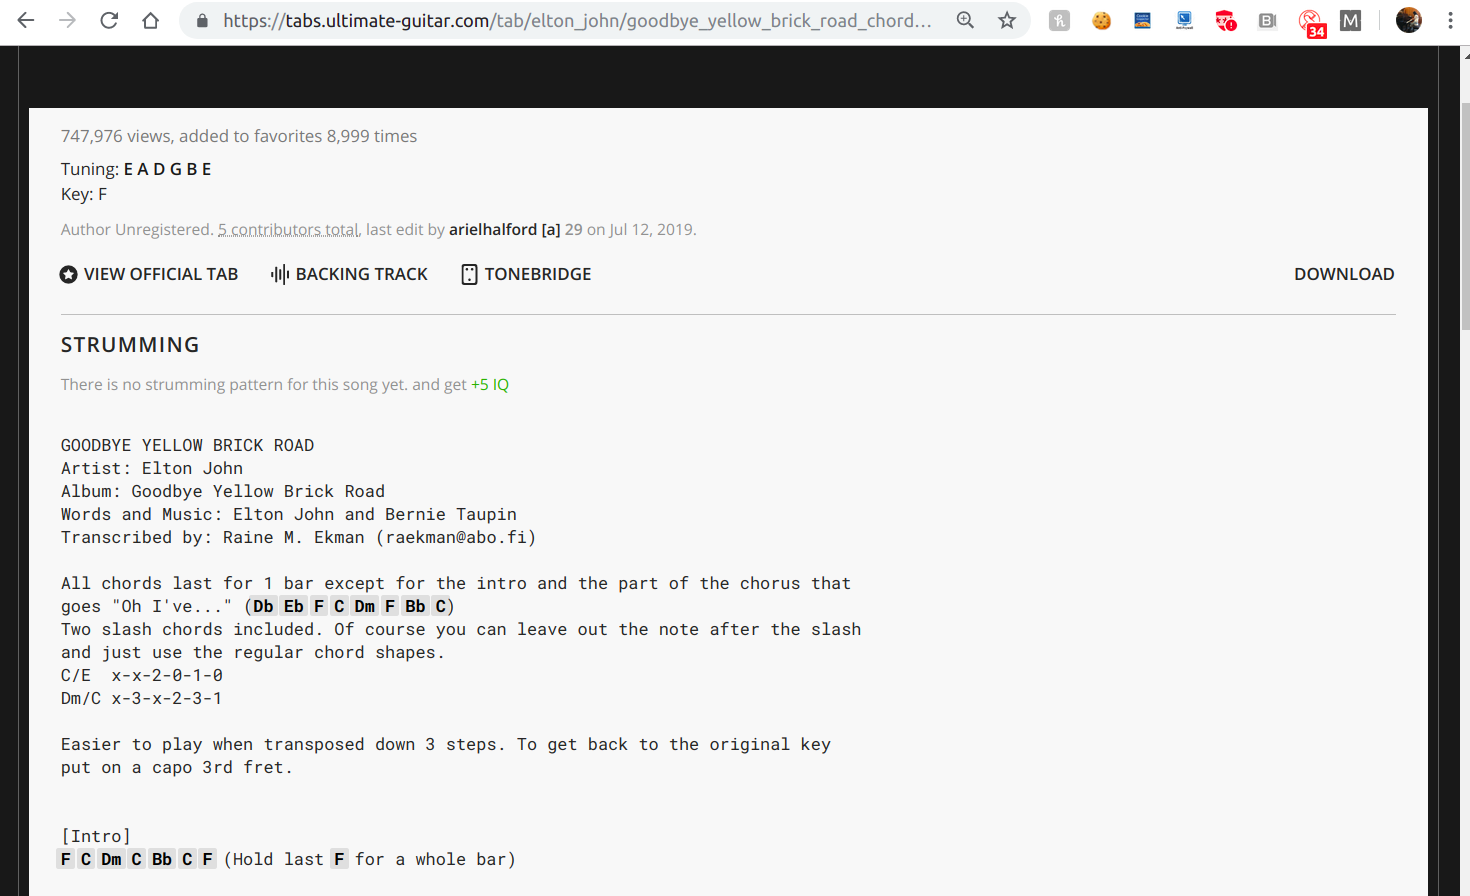 https://tabs.ultimate-guitar.com/tab/elton_john/goodbye_yellow_brick_road_chord...
34
M
747,976 views, added to favorites 8,999 times
Tuning: E A D G B E
Key: F
Author Unregistered. 5 contributors total, last edit by arielhalford [a] 29 on Jul 12, 2019.
VIEW OFFICIAL TAB BACKING TRACK TONEBRIDGE DOWNLOAD
STRUMMING
There is no strumming pattern for this song yet. and get +5 IQ
GOODBYE YELLOW BRICK ROAD
Artist: Elton John
Album: Goodbye Yellow Brick Road
Words and Music: Elton John and Bernie Taupin
Transcribed by: Raine M. Ekman (raekman@abo.fi)
All chords last for 1 bar except for the intro and the part of the chorus that
goes "Oh I've..." (Db Eb F C Dm F Bb C)
Two slash chords included. Of course you can leave out the note after the slash
and just use the regular chord shapes.
C/E x-x-2-0-1-0
Dm/C x-3-x-2-3-1
Easier to play when transposed down 3 steps. To get back to the original key
put on a capo 3rd fret.
[Intro]
F C Dm C Bb C F (Hold last F for a whole bar)